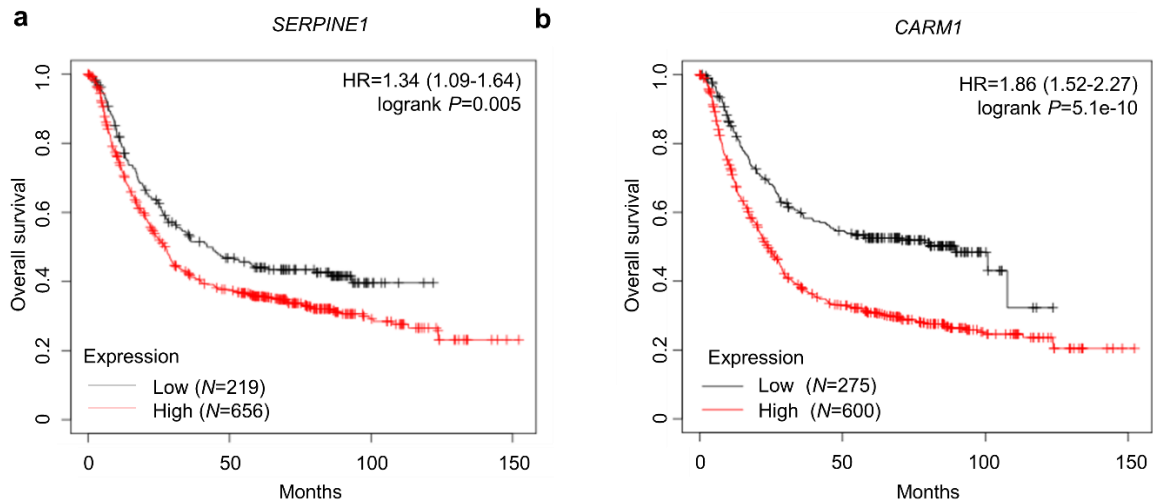 a
SERPINE1
HR=1.34 (1.09-1.64)
logrank P=0.005
Overall survival
1.0
0.8
0.6
0.4
0.2
0
Expression
Low (N=219)
High (N=656)
0 50 100 150
Months
b
CARM1
HR=1.86 (1.52-2.27)
logrank P=5.1e-10
Overall survival
1.0
0.8
0.6
0.4
0.2
0
Expression
Low (N=275)
High (N=600)
0 50 100 150
Months